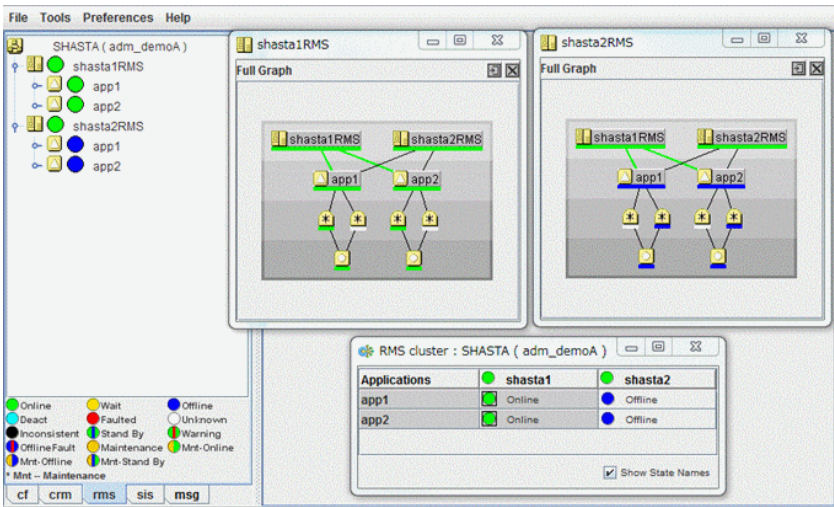 File Tools Preferences Help
SHASTA ( adm_demoA )
shasta1RMS
app1
app2
shasta2RMS
app1
app2
Online Wait Offline
Deact Faulted Unknown
Inconsistent Stand By Warning
OfflineFault Maintenance Mnt-Online
Mnt-Offline Mnt-Stand By
* Mnt -- Maintenance
cf crm rms sis msg
shasta1RMS
Full Graph
shasta1RMS shasta2RMS
app1 app2
* * * *
shasta2RMS
Full Graph
shasta1RMS shasta2RMS
app1 app2
* * * *
RMS cluster : SHASTA ( adm_demoA )
Applications shasta1 shasta2
app1 Online Offline
app2 Online Offline
Show State Names